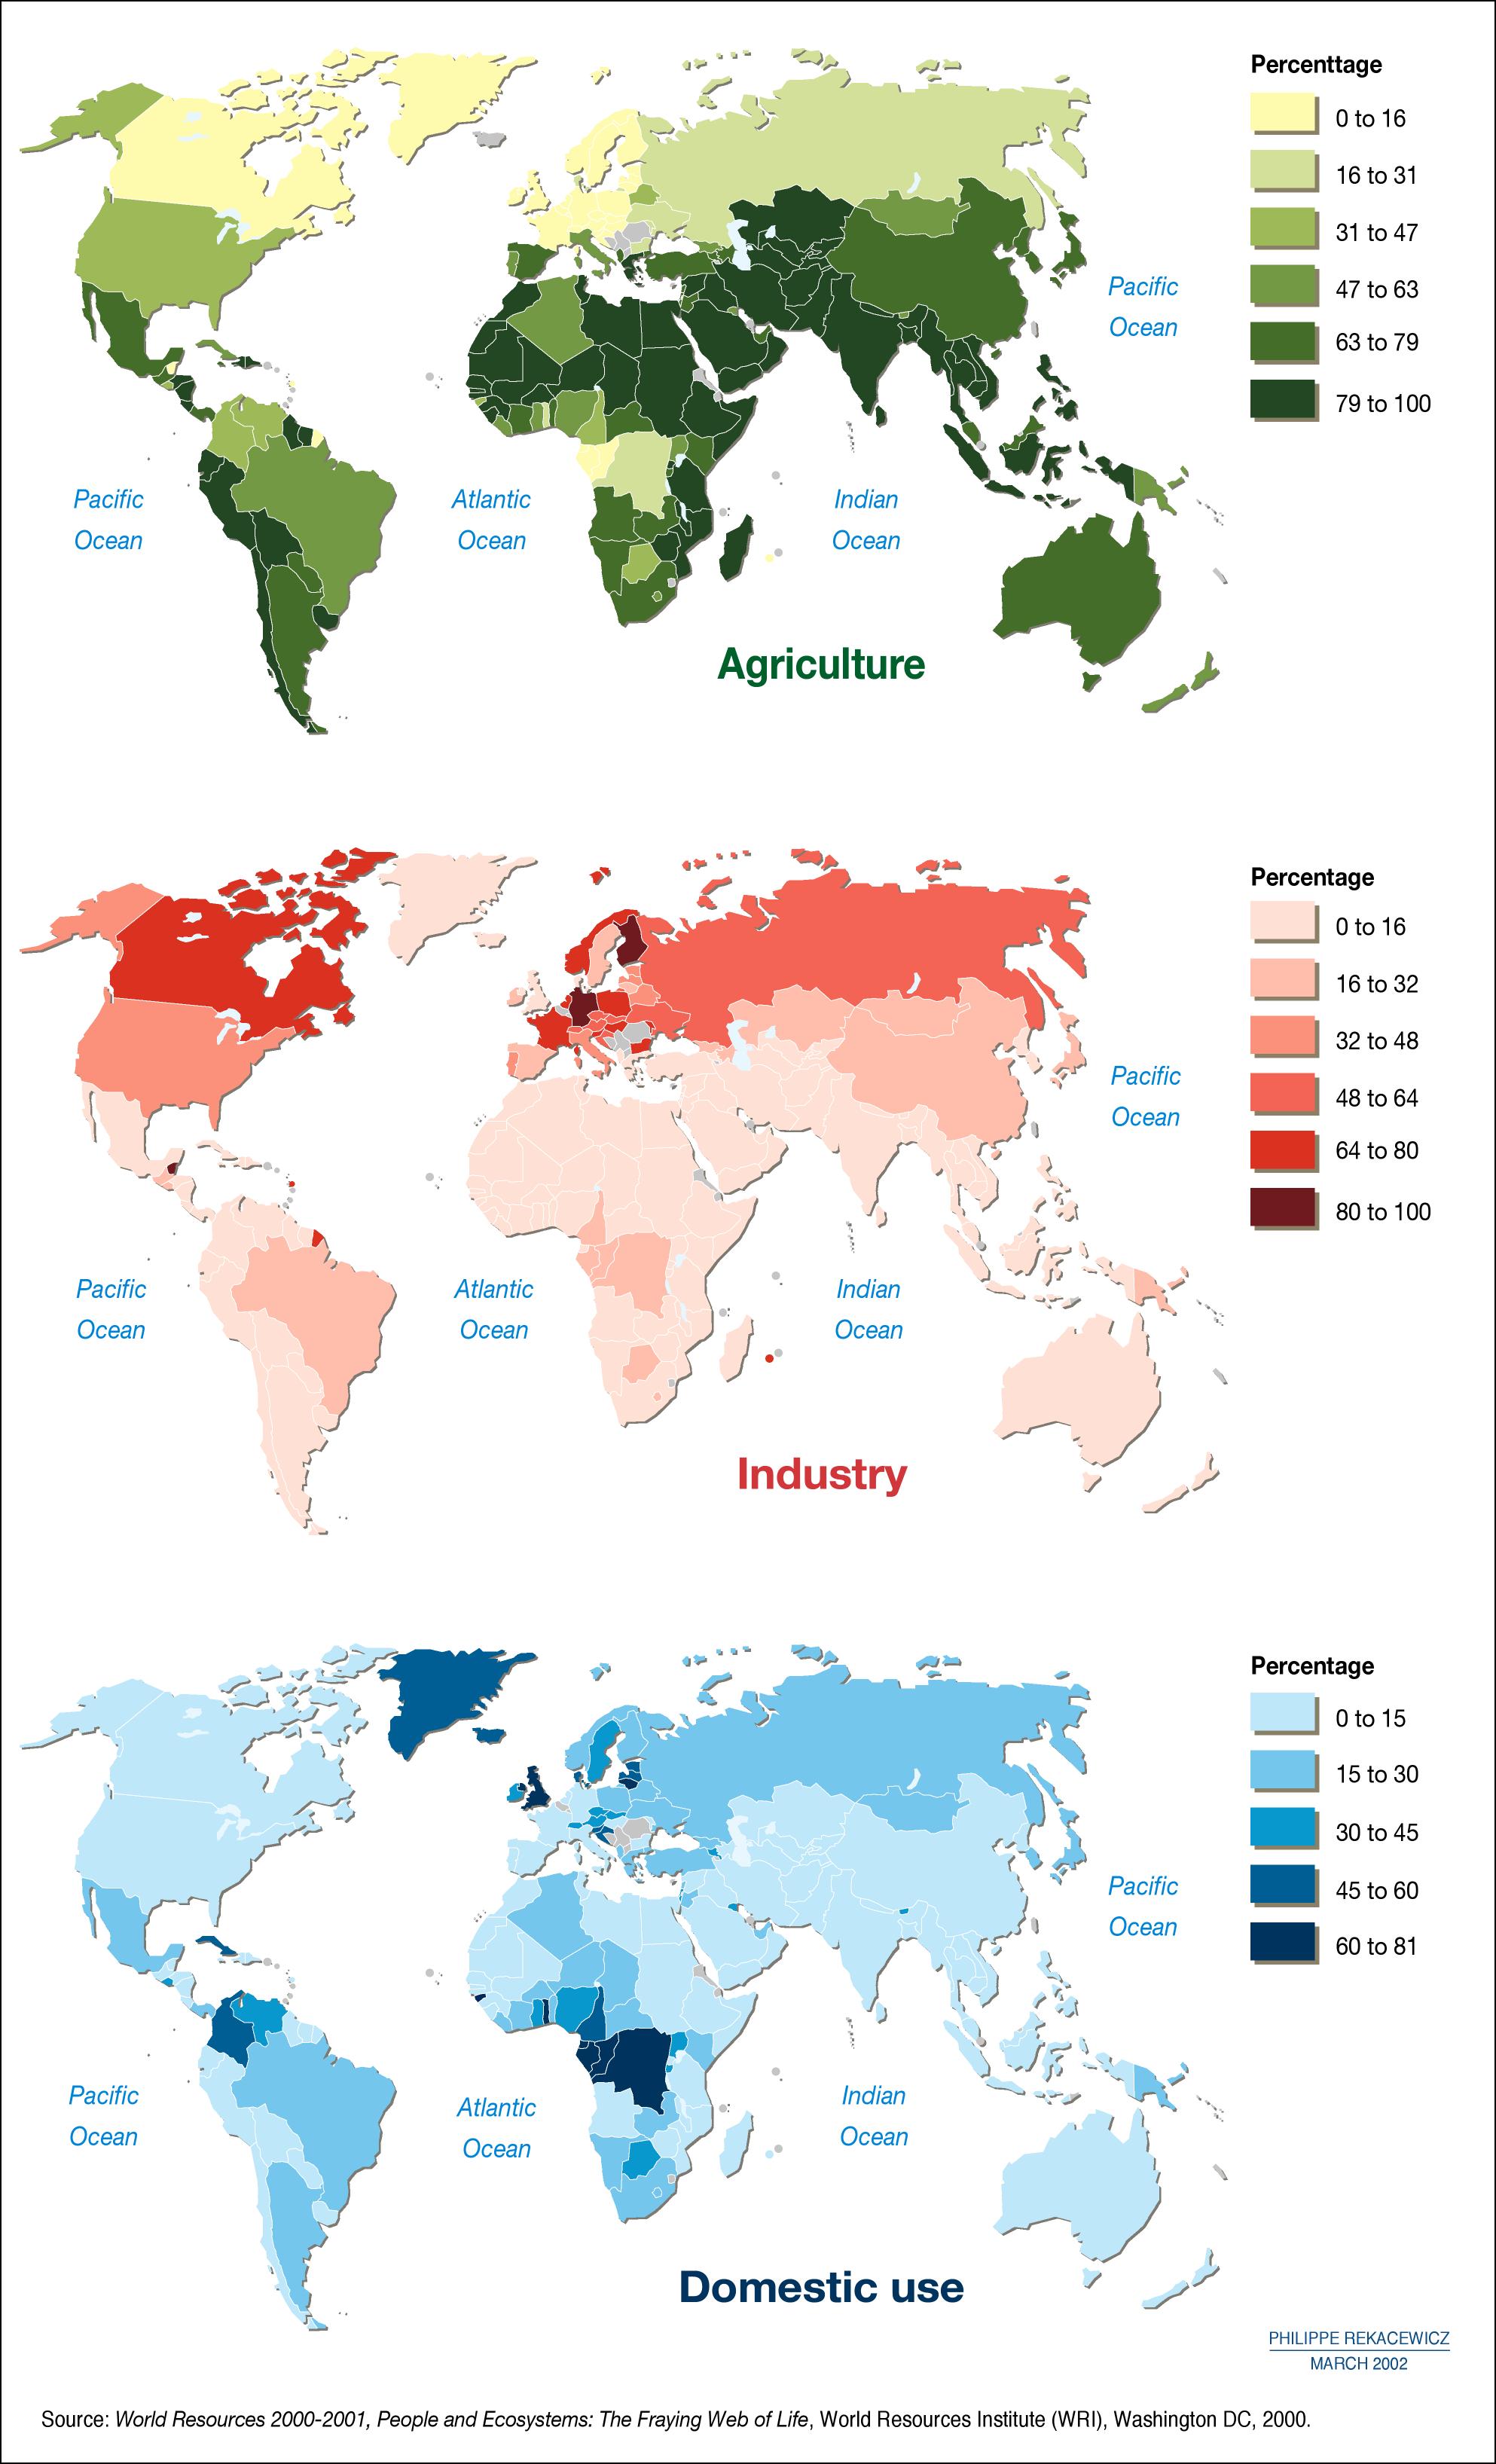 Percenttage
0 to 16
16 to 31
31 to 47
47 to 63
63 to 79
79 to 100
Pacific
Ocean
Pacific
Ocean
Atlantic
Ocean
Indian
Ocean
Agriculture
Percentage
0 to 16
16 to 32
32 to 48
48 to 64
64 to 80
80 to 100
Pacific
Ocean
Pacific
Ocean
Atlantic
Ocean
Indian
Ocean
Industry
Percentage
0 to 15
15 to 30
30 to 45
45 to 60
60 to 81
Pacific
Ocean
Pacific
Ocean
Atlantic
Ocean
Indian
Ocean
Domestic use
PHILIPPE REKACEWICZ
MARCH 2002
Source: World Resources 2000-2001, People and Ecosystems: The Fraying Web of Life, World Resources Institute (WRI), Washington DC, 2000.